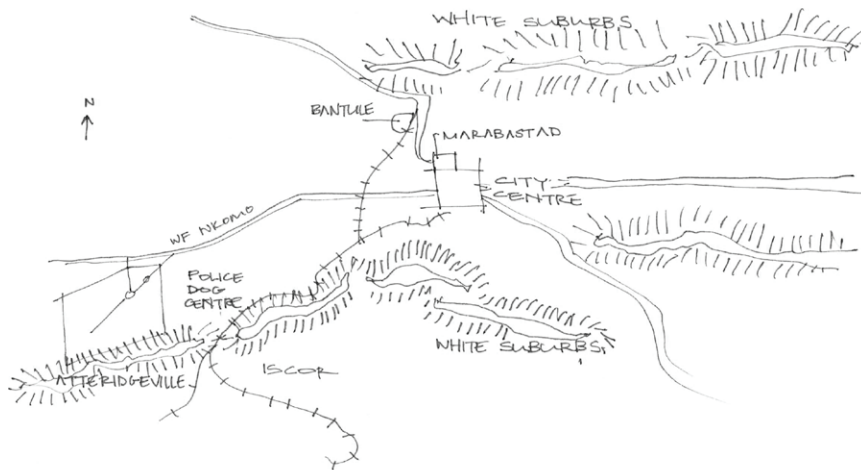 WHITE SUBURBS
N
BANTULE
MARABASTAD
CITY
CENTRE
WF NKOMO
POLICE
DOG
CENTRE
WHITE SUBURBS
ISCOR
ATTERIDGEVILLE